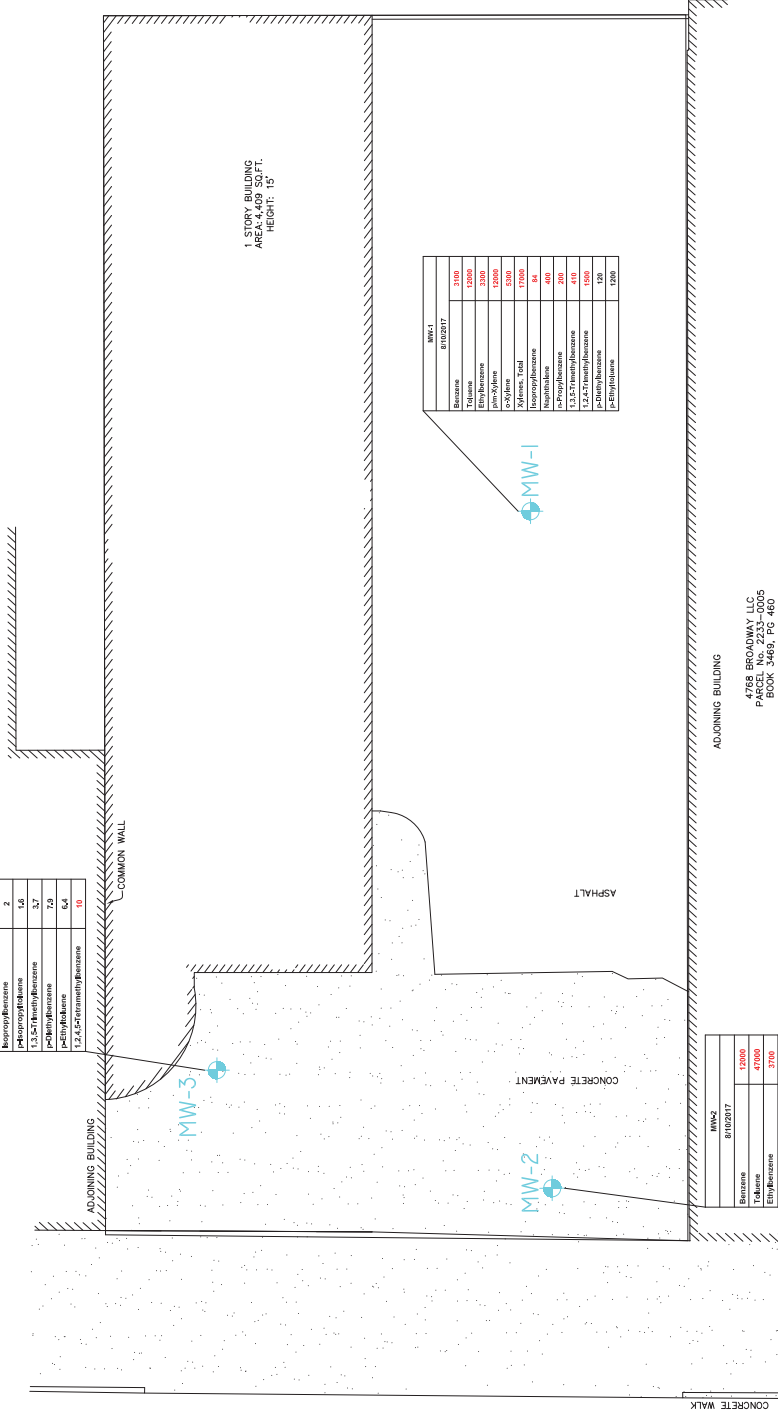 1 STORY BUILDING
AREA: 4,409 SQ.FT.
HEIGHT: 15'
MW-1
8/10/2017
Benzene 3100
Toluene 12000
Ethylbenzene 3300
p/m-Xylene 12000
o-Xylene 5300
Xylenes, Total 17000
Isopropylbenzene 84
Naphthalene 400
n-Propylbenzene 200
1,3,5-Trimethylbenzene 410
1,2,4-Trimethylbenzene 1500
p-Diethylbenzene 120
p-Ethyltoluene 1200
MW-1
ADJOINING BUILDING
4768 BROADWAY LLC
PARCEL No. 2233-0005
BOOK 3469, PG 460
COMMON WALL
Isopropylbenzene 2
p-Isopropyltoluene 1.6
1,3,5-Trimethylbenzene 3.7
p-Diethylbenzene 7.9
p-Ethyltoluene 6.4
1,2,4,5-Tetramethylbenzene 10
ASPHALT
MW-3
CONCRETE PAVEMENT
ADJOINING BUILDING
MW-2
MW-2
8/10/2017
Benzene 12000
Toluene 47000
Ethylbenzene 3700
CONCRETE WALK